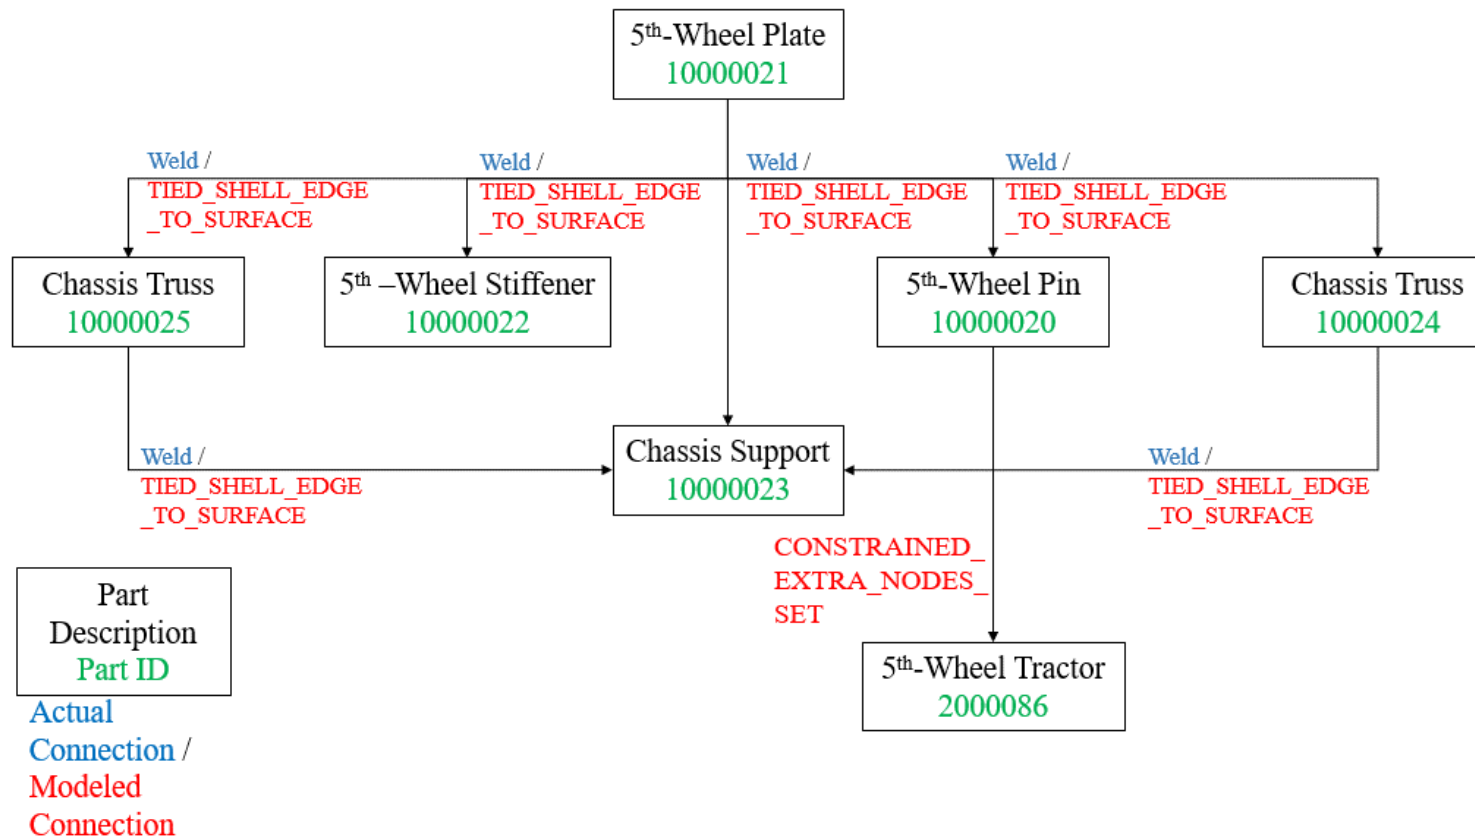 5th-Wheel Plate
10000021
Weld /
TIED_SHELL_EDGE
_TO_SURFACE
Weld /
TIED_SHELL_EDGE
_TO_SURFACE
Weld /
TIED_SHELL_EDGE
_TO_SURFACE
Weld /
TIED_SHELL_EDGE
_TO_SURFACE
Chassis Truss
10000025
5th –Wheel Stiffener
10000022
5th-Wheel Pin
10000020
Chassis Truss
10000024
Weld /
TIED_SHELL_EDGE
_TO_SURFACE
Chassis Support
10000023
Weld /
TIED_SHELL_EDGE
_TO_SURFACE
CONSTRAINED_
EXTRA_NODES_
SET
5th-Wheel Tractor
2000086
Part
Description
Part ID
Actual
Connection /
Modeled
Connection